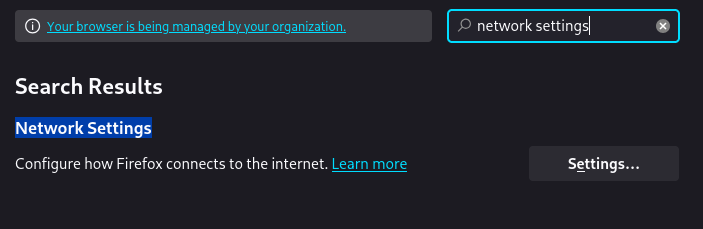 Your browser is being managed by your organization.
network settings
Search Results
Network Settings
Configure how Firefox connects to the internet. Learn more
Settings...